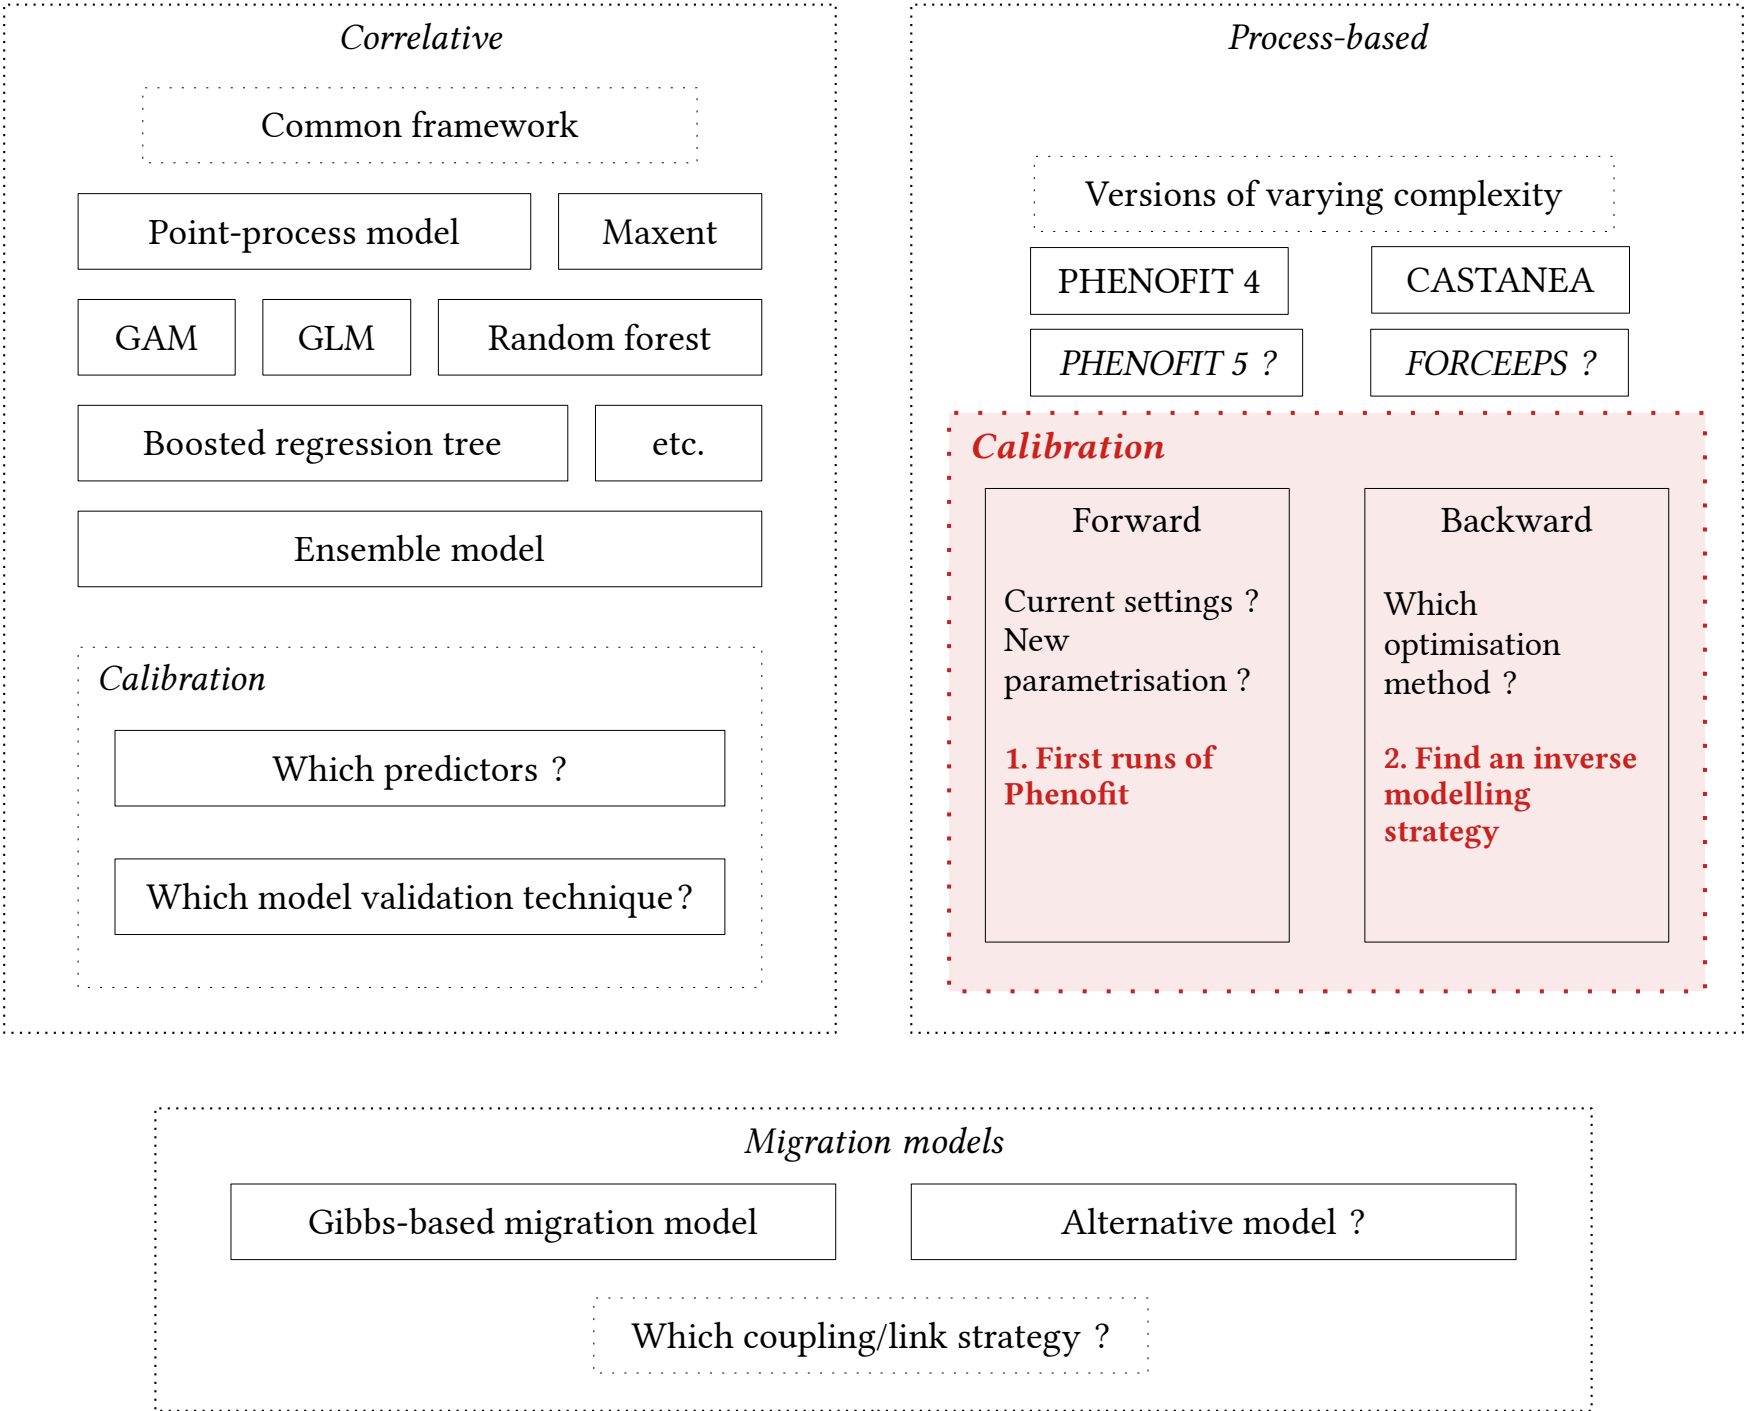 Correlative
Common framework
Point-process model
Maxent
GAM
GLM
Random forest
Boosted regression tree
etc.
Ensemble model
Calibration
Which predictors ?
Which model validation technique?
Process-based
Versions of varying complexity
PHENOFIT 4
CASTANEA
PHENOFIT 5 ?
FORCEEPS ?
Calibration
Forward
Current settings ?
New
parametrisation ?
1. First runs of
Phenofit
Backward
Which
optimisation
method ?
2. Find an inverse
modelling
strategy
Migration models
Gibbs-based migration model
Alternative model ?
Which coupling/link strategy ?